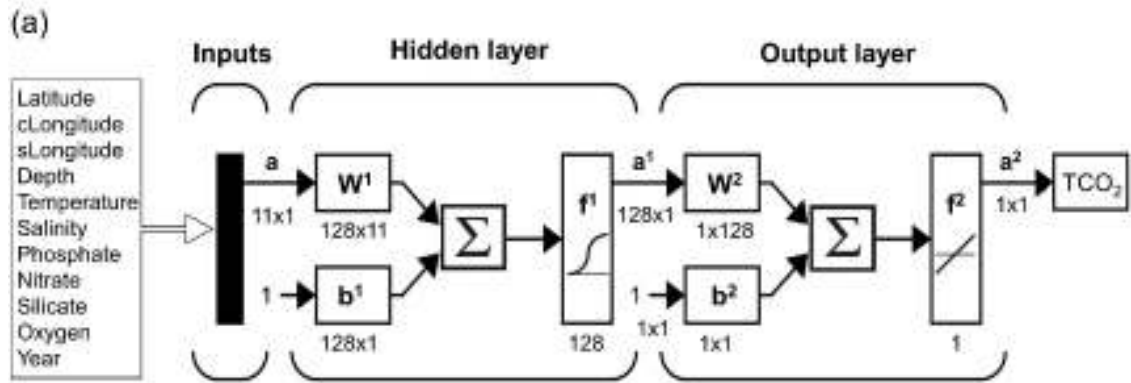 (a)
Inputs
Hidden layer
Output layer
Latitude
cLongitude
sLongitude
Depth
Temperature
Salinity
Phosphate
Nitrate
Silicate
Oxygen
Year
a
11x1
W¹
128x11
1
b¹
128x1
Σ
f¹
128
a¹
128x1
W²
1x128
1
1x1
b²
1x1
Σ
f²
1
a²
1x1
TCO₂